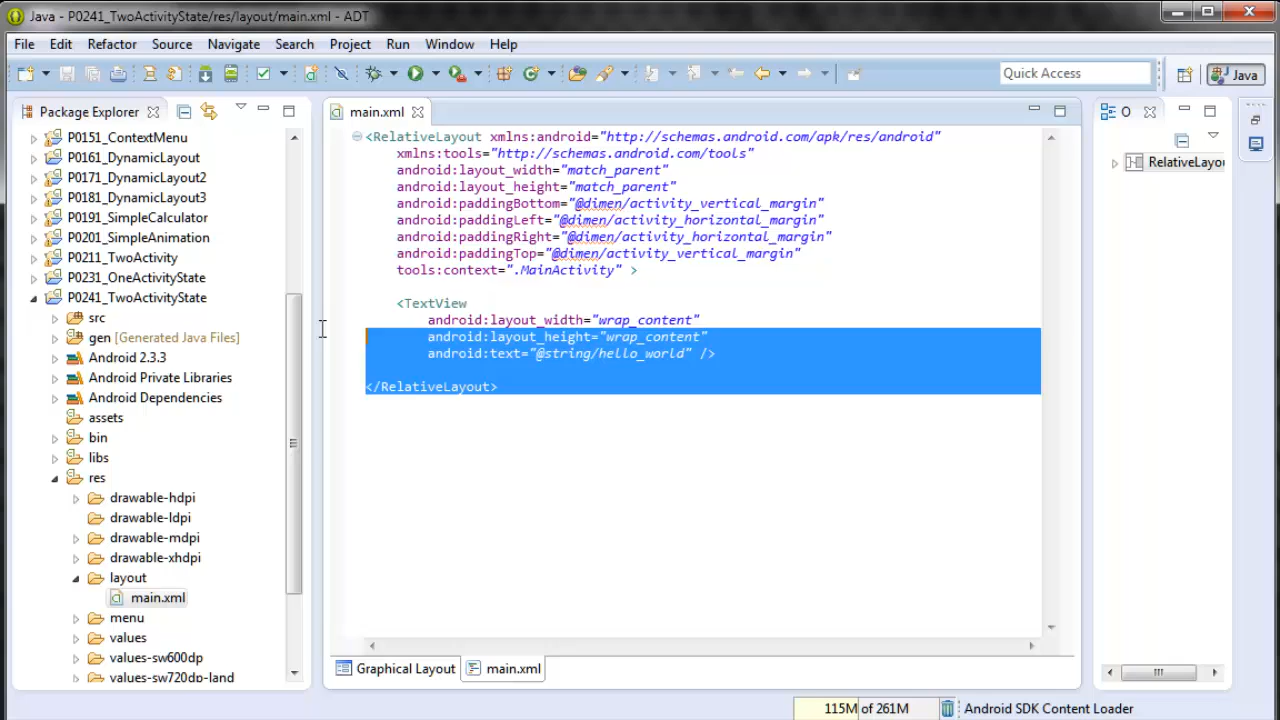 Java - P0241_TwoActivityState/res/layout/main.xml - ADT
File Edit Refactor Source Navigate Search Project Run Window Help
Quick Access
Java
Package Explorer
P0151_ContextMenu
P0161_DynamicLayout
P0171_DynamicLayout2
P0181_DynamicLayout3
P0191_SimpleCalculator
P0201_SimpleAnimation
P0211_TwoActivity
P0231_OneActivityState
P0241_TwoActivityState
src
gen [Generated Java Files]
Android 2.3.3
Android Private Libraries
Android Dependencies
assets
bin
libs
res
drawable-hdpi
drawable-ldpi
drawable-mdpi
drawable-xhdpi
layout
main.xml
menu
values
values-sw600dp
values-sw720dp-land
main.xml
<RelativeLayout xmlns:android="http://schemas.android.com/apk/res/android"
xmlns:tools="http://schemas.android.com/tools"
android:layout_width="match_parent"
android:layout_height="match_parent"
android:paddingBottom="@dimen/activity_vertical_margin"
android:paddingLeft="@dimen/activity_horizontal_margin"
android:paddingRight="@dimen/activity_horizontal_margin"
android:paddingTop="@dimen/activity_vertical_margin"
tools:context=".MainActivity" >
<TextView
android:layout_width="wrap_content"
android:layout_height="wrap_content"
android:text="@string/hello_world" />
</RelativeLayout>
Graphical Layout
main.xml
O
RelativeLayou
115M of 261M
Android SDK Content Loader